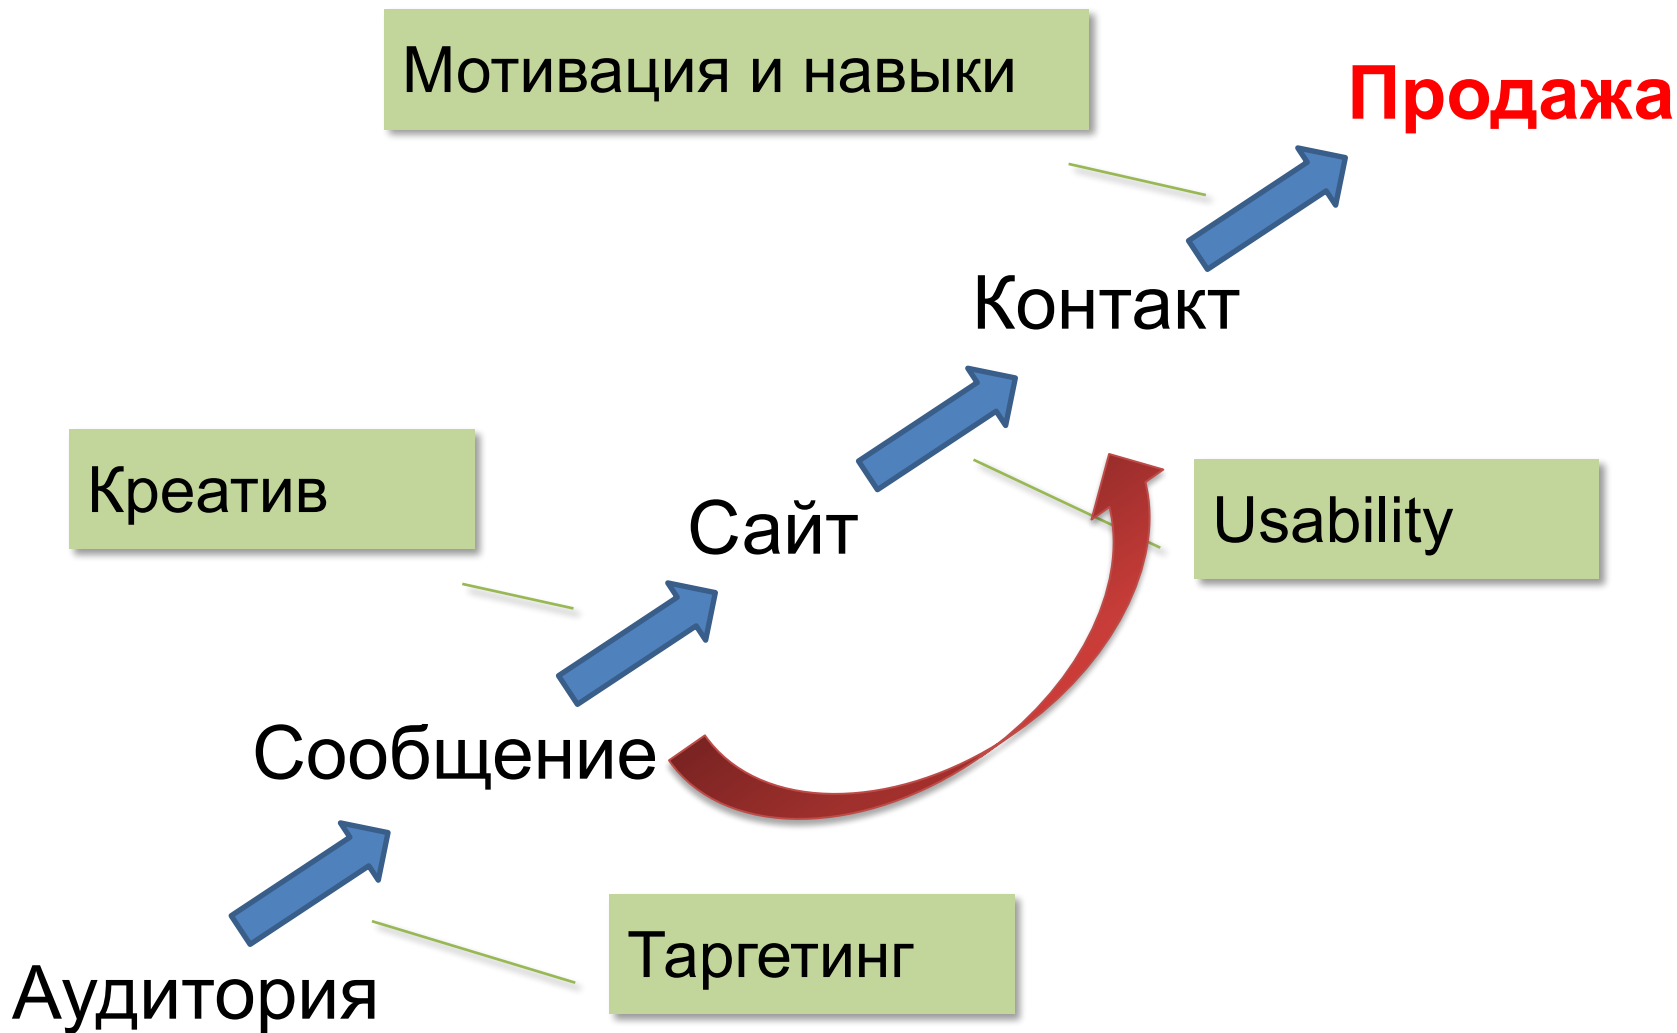 Мотивация и навыки
Продажа
Контакт
Креатив
Usability
Сайт
Сообщение
Таргетинг
Аудитория